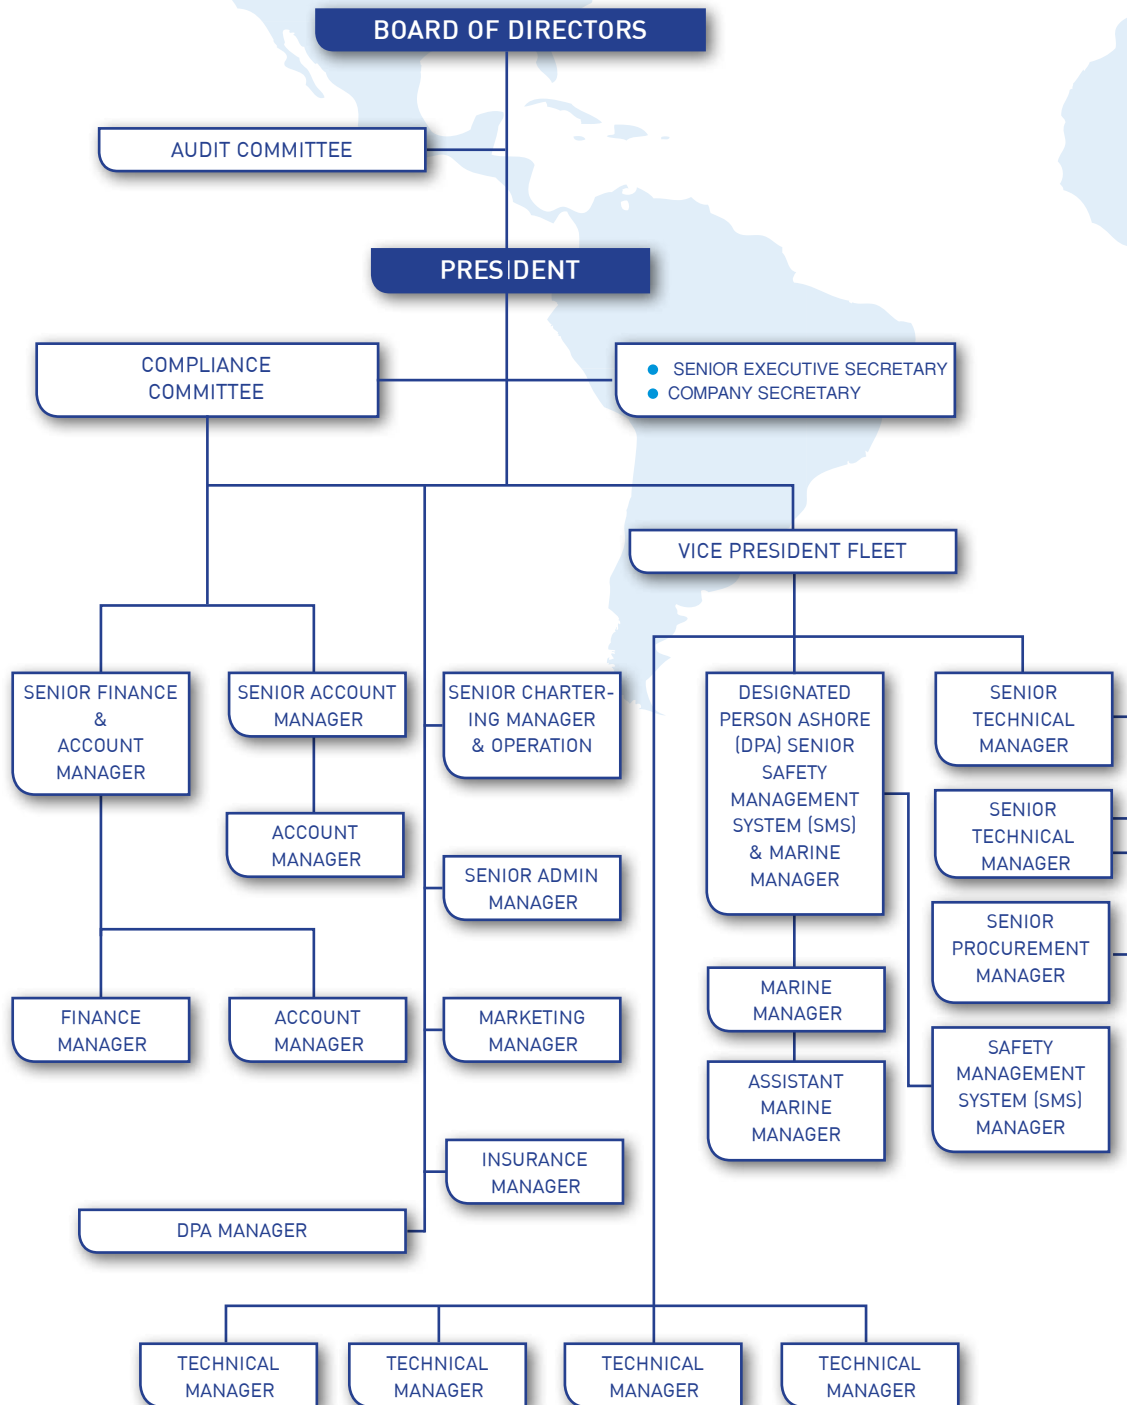 BOARD OF DIRECTORS
AUDIT COMMITTEE
PRESIDENT
COMPLIANCE
COMMITTEE
SENIOR EXECUTIVE SECRETARY
COMPANY SECRETARY
VICE PRESIDENT FLEET
SENIOR FINANCE
&
ACCOUNT
MANAGER
SENIOR ACCOUNT
MANAGER
SENIOR CHARTER-
ING MANAGER
& OPERATION
DESIGNATED
PERSON ASHORE
(DPA) SENIOR
SAFETY
MANAGEMENT
SYSTEM (SMS)
& MARINE
MANAGER
SENIOR
TECHNICAL
MANAGER
SENIOR
TECHNICAL
MANAGER
ACCOUNT
MANAGER
SENIOR ADMIN
MANAGER
SENIOR
PROCUREMENT
MANAGER
FINANCE
MANAGER
ACCOUNT
MANAGER
MARKETING
MANAGER
MARINE
MANAGER
SAFETY
MANAGEMENT
SYSTEM (SMS)
MANAGER
ASSISTANT
MARINE
MANAGER
INSURANCE
MANAGER
DPA MANAGER
TECHNICAL
MANAGER
TECHNICAL
MANAGER
TECHNICAL
MANAGER
TECHNICAL
MANAGER